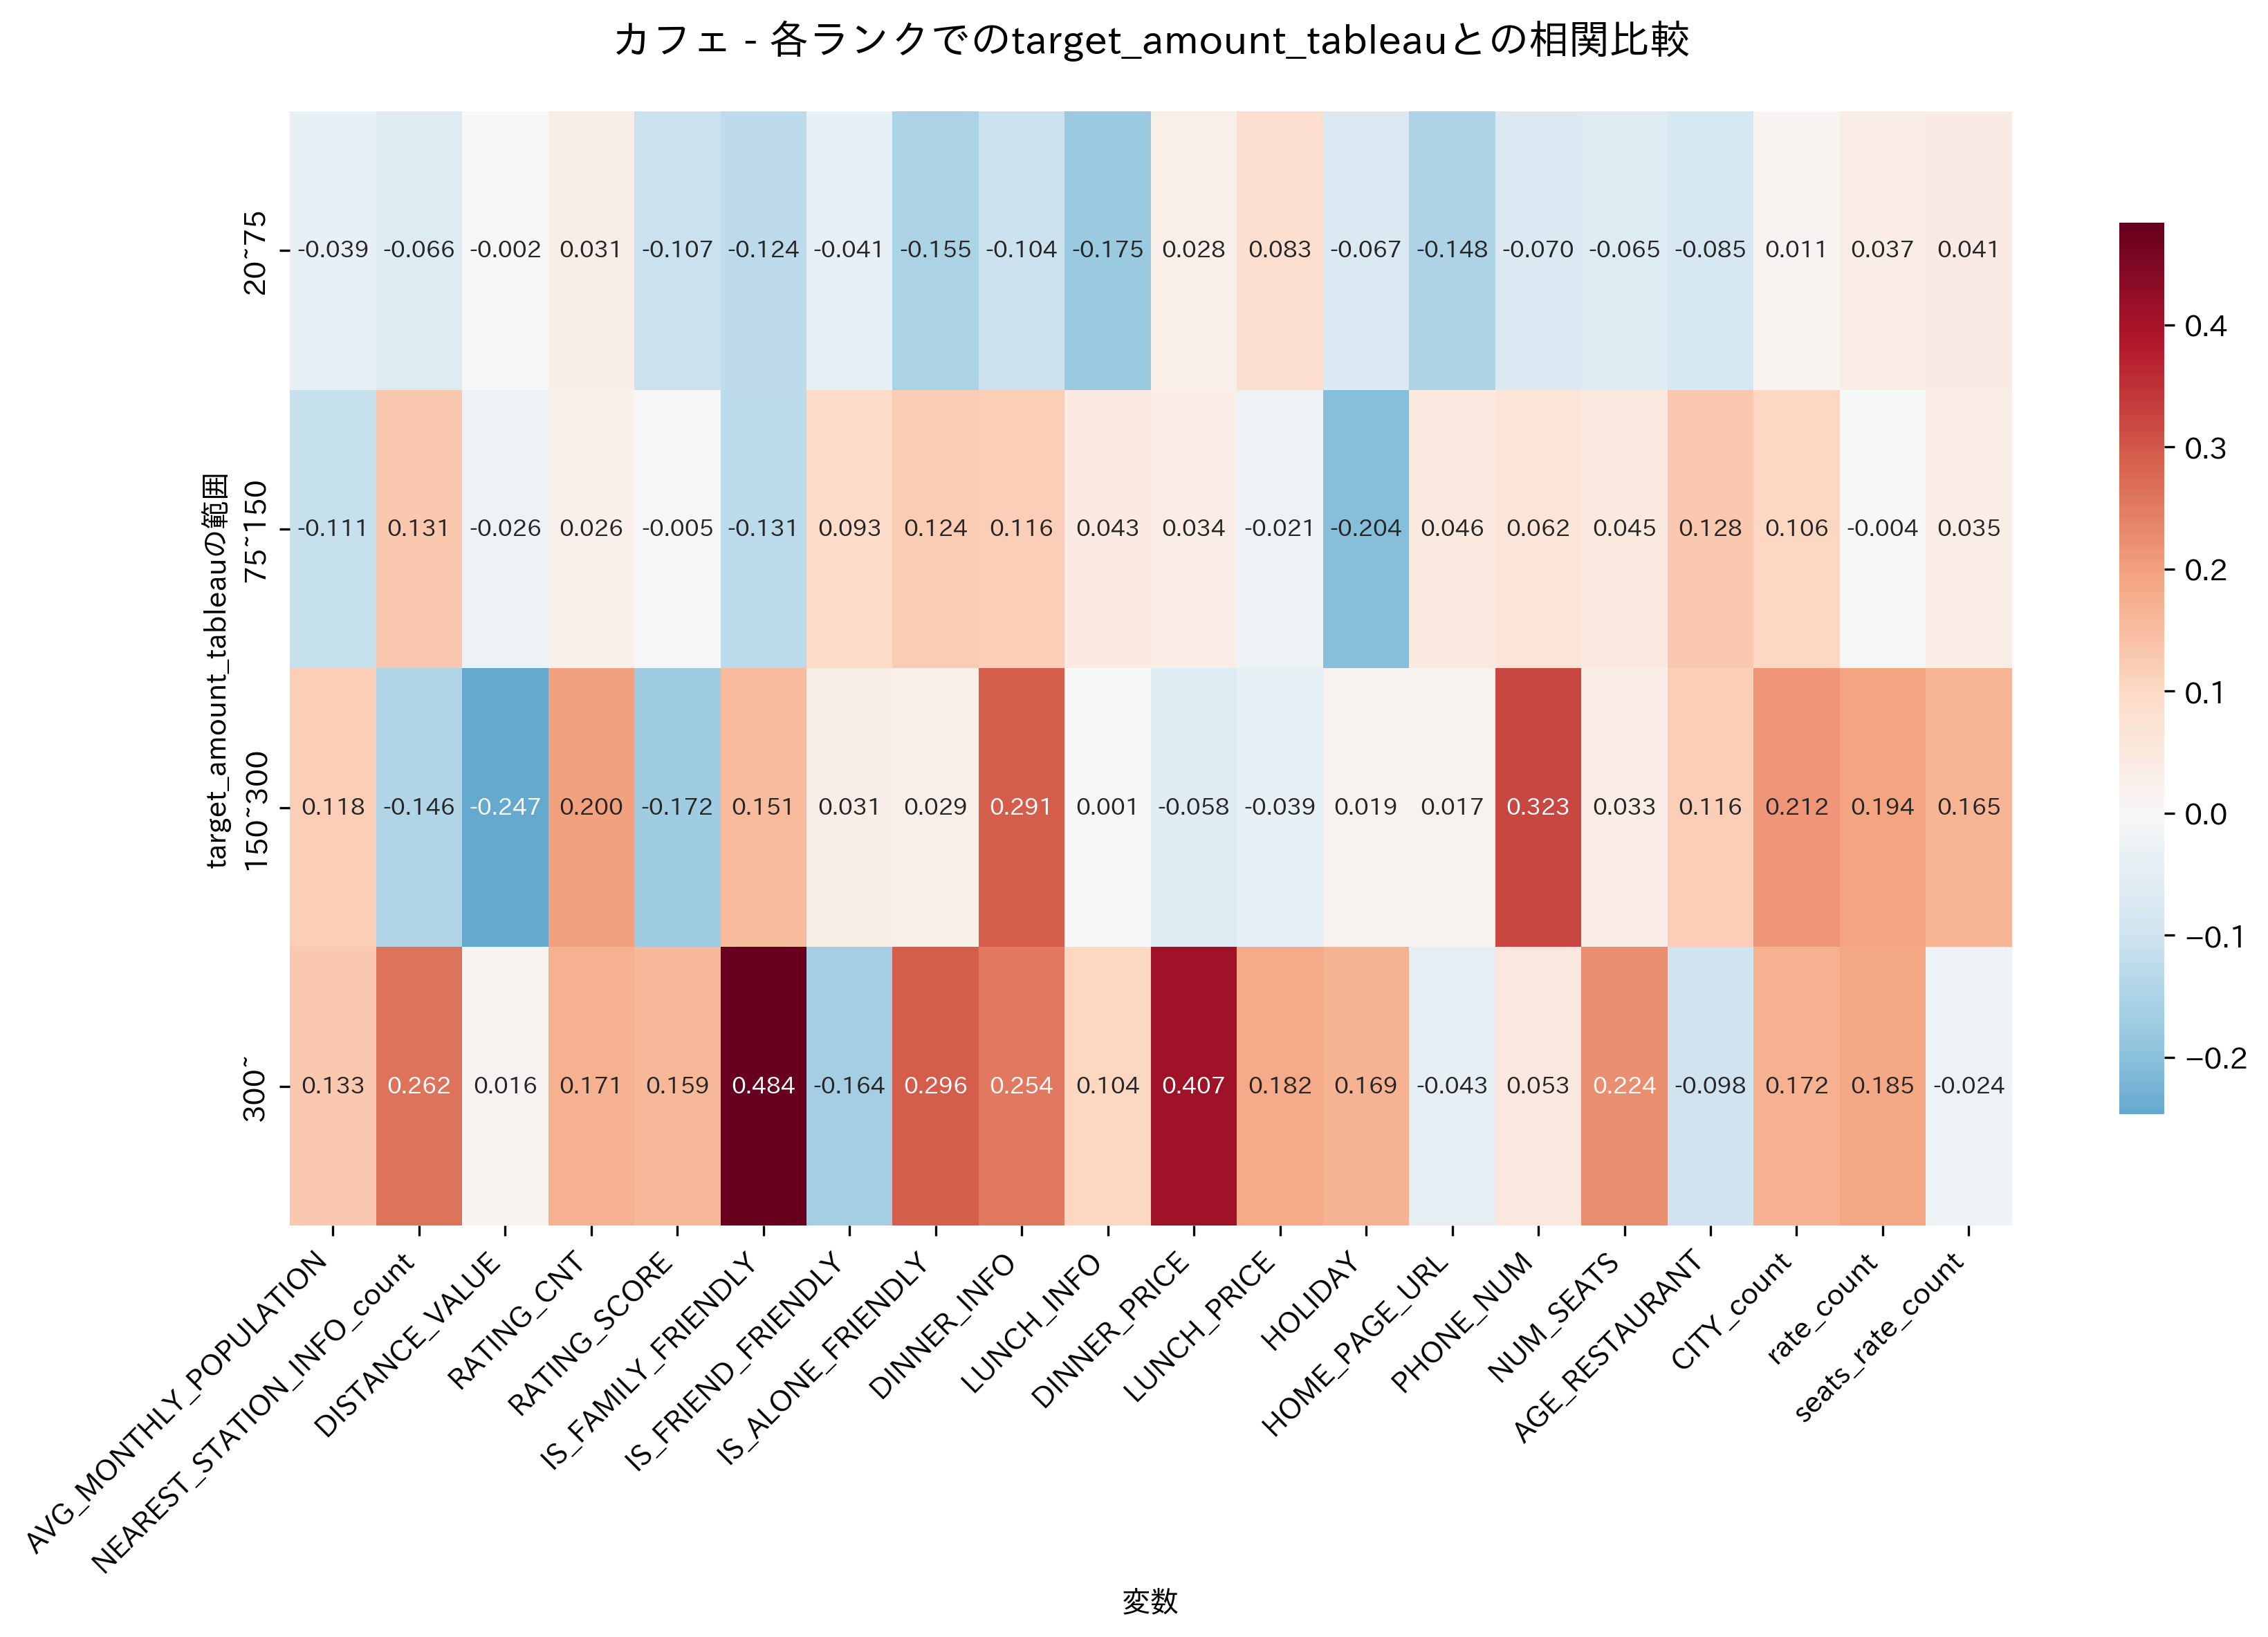 カフェ - 各ランクでのtarget_amount_tableauとの相関比較
target_amount_tableauの範囲
20~75
-0.039 -0.066 -0.002 0.031 -0.107 -0.124 -0.041 -0.155 -0.104 -0.175 0.028 0.083 -0.067 -0.148 -0.070 -0.065 -0.085 0.011 0.037 0.041
75~150
-0.111 0.131 -0.026 0.026 -0.005 -0.131 0.093 0.124 0.116 0.043 0.034 -0.021 -0.204 0.046 0.062 0.045 0.128 0.106 -0.004 0.035
150~300
0.118 -0.146 -0.247 0.200 -0.172 0.151 0.031 0.029 0.291 0.001 -0.058 -0.039 0.019 0.017 0.323 0.033 0.116 0.212 0.194 0.165
300~
0.133 0.262 0.016 0.171 0.159 0.484 -0.164 0.296 0.254 0.104 0.407 0.182 0.169 -0.043 0.053 0.224 -0.098 0.172 0.185 -0.024
AVG_MONTHLY_POPULATION
NEAREST_STATION_INFO_count
DISTANCE_VALUE
RATING_CNT
RATING_SCORE
IS_FAMILY_FRIENDLY
IS_FRIEND_FRIENDLY
IS_ALONE_FRIENDLY
DINNER_INFO
LUNCH_INFO
DINNER_PRICE
LUNCH_PRICE
HOLIDAY
HOME_PAGE_URL
PHONE_NUM
NUM_SEATS
AGE_RESTAURANT
CITY_count
rate_count
seats_rate_count
変数
0.4
0.3
0.2
0.1
0.0
−0.1
−0.2